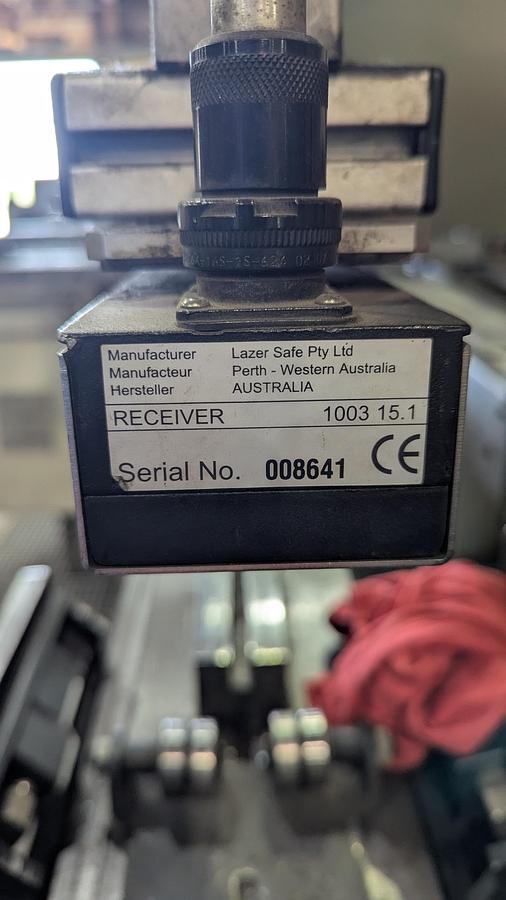 Manufacturer Lazer Safe Pty Ltd
Manufacteur Perth - Western Australia
Hersteller AUSTRALIA
RECEIVER 1003 15.1
Serial No. 008641 CE